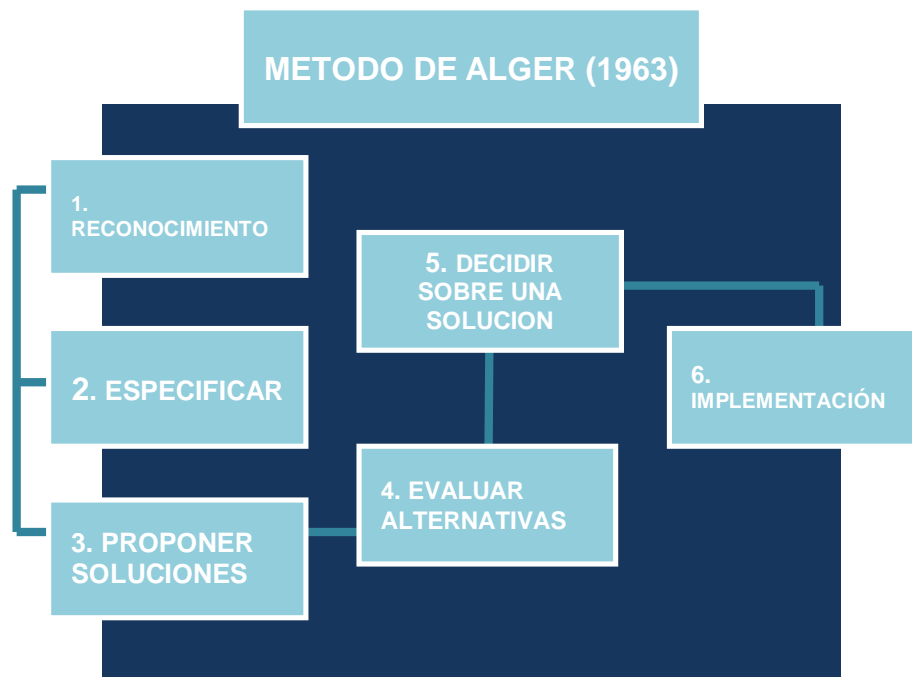 METODO DE ALGER (1963)
1.
RECONOCIMIENTO
2. ESPECIFICAR
3. PROPONER
SOLUCIONES
4. EVALUAR
ALTERNATIVAS
5. DECIDIR
SOBRE UNA
SOLUCION
6.
IMPLEMENTACIÓN